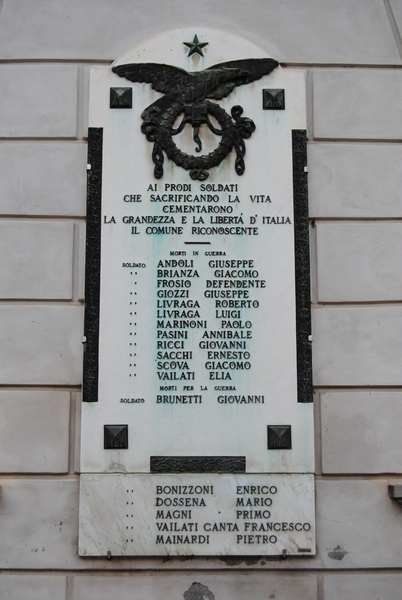 AI PRODI SOLDATI
CHE SACRIFICANDO LA VITA
CEMENTARONO
LA GRANDEZZA E LA LIBERTÀ D'ITALIA
IL COMUNE RICONOSCENTE
MORTI IN GUERRA
SOLDATO ANDOLI GIUSEPPE
" BRIANZA GIACOMO
" FROSIO DEFENDENTE
" GIOZZI GIUSEPPE
" LIVRAGA ROBERTO
" LIVRAGA LUIGI
" MARINONI PAOLO
" PASINI ANNIBALE
" RICCI GIOVANNI
" SACCHI ERNESTO
" SCOVA GIACOMO
" VAILATI ELIA
MORTI PER LA GUERRA
SOLDATO BRUNETTI GIOVANNI
" BONIZZONI ENRICO
" DOSSENA MARIO
" MAGNI PRIMO
" VAILATI CANTA FRANCESCO
" MAINARDI PIETRO